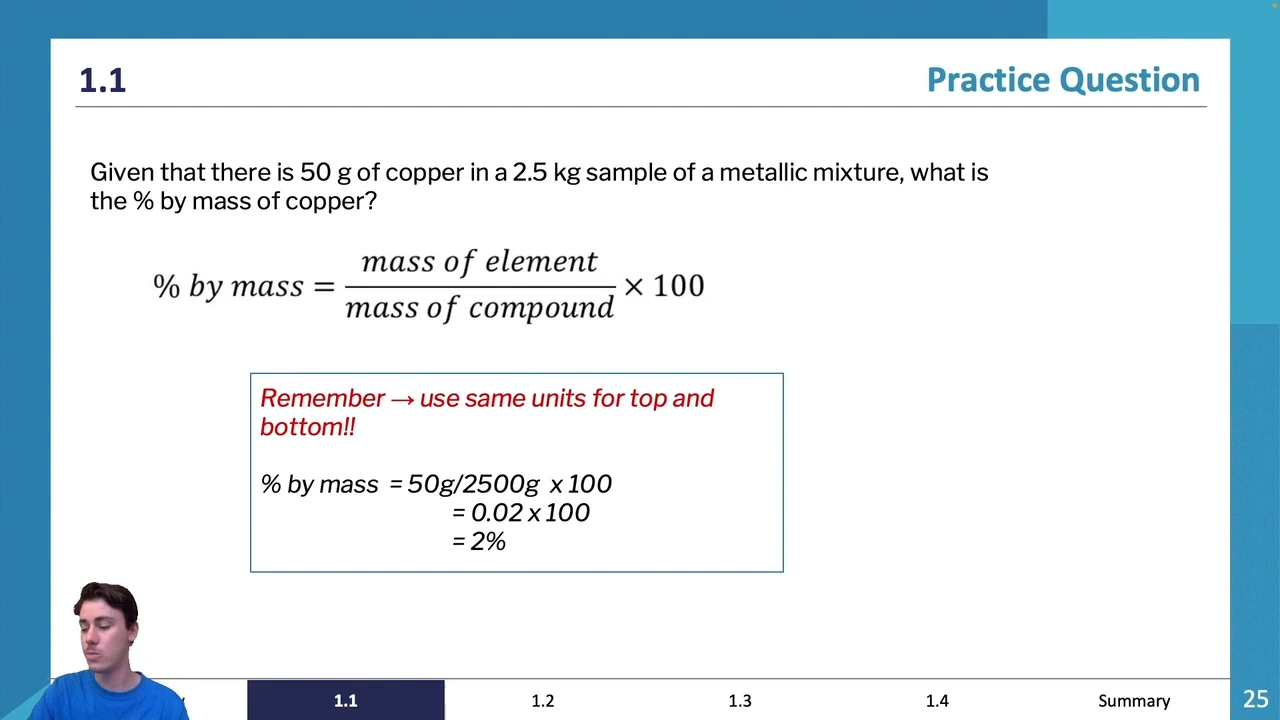 1.1
Practice Question
Given that there is 50 g of copper in a 2.5 kg sample of a metallic mixture, what is
the % by mass of copper?
% by mass = mass of element / mass of compound × 100
Remember → use same units for top and
bottom!!
% by mass = 50g/2500g x 100
= 0.02 x 100
= 2%
1.1
1.2
1.3
1.4
Summary
25